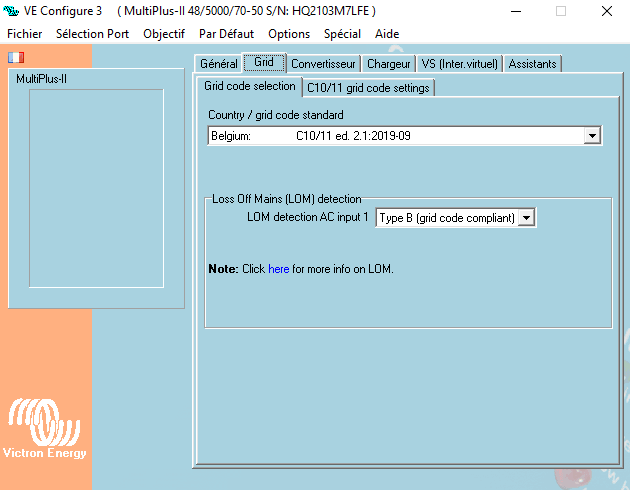 VE Configure 3 ( MultiPlus-II 48/5000/70-50 S/N: HQ2103M7LFE )
Fichier Sélection Port Objectif Par Défaut Options Spécial Aide
MultiPlus-II
Général Grid Convertisseur Chargeur VS (Inter.virtuel) Assistants
Grid code selection C10/11 grid code settings
Country / grid code standard
Belgium: C10/11 ed. 2.1:2019-09
Loss Off Mains (LOM) detection
LOM detection AC input 1 Type B (grid code compliant)
Note: Click here for more info on LOM.
Victron Energy